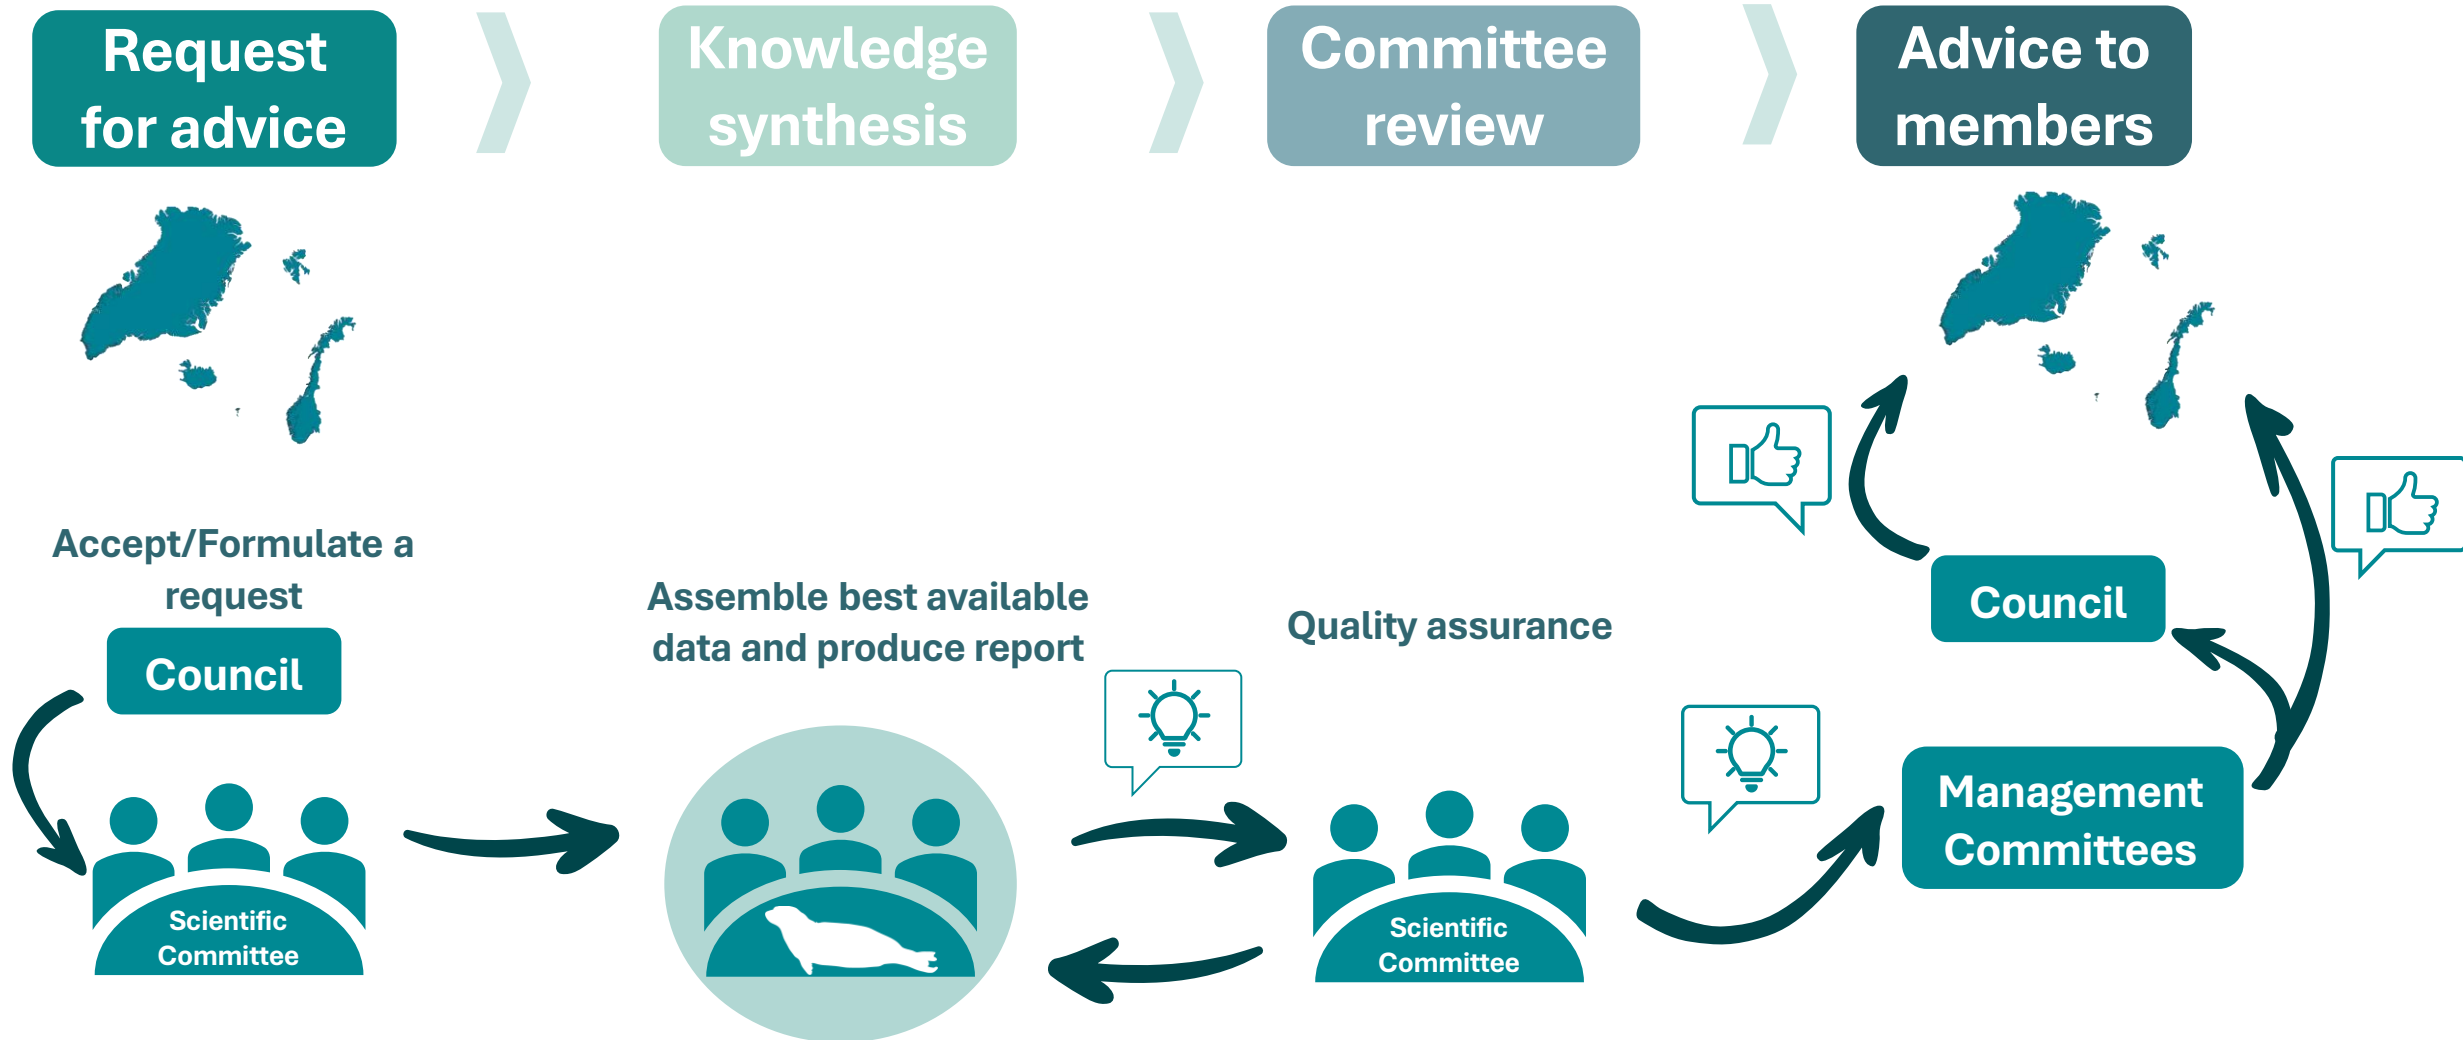 Request
for advice
Knowledge
synthesis
Committee
review
Advice to
members
Accept/Formulate a
request
Council
Scientific
Committee
Assemble best available
data and produce report
Quality assurance
Scientific
Committee
Council
Management
Committees